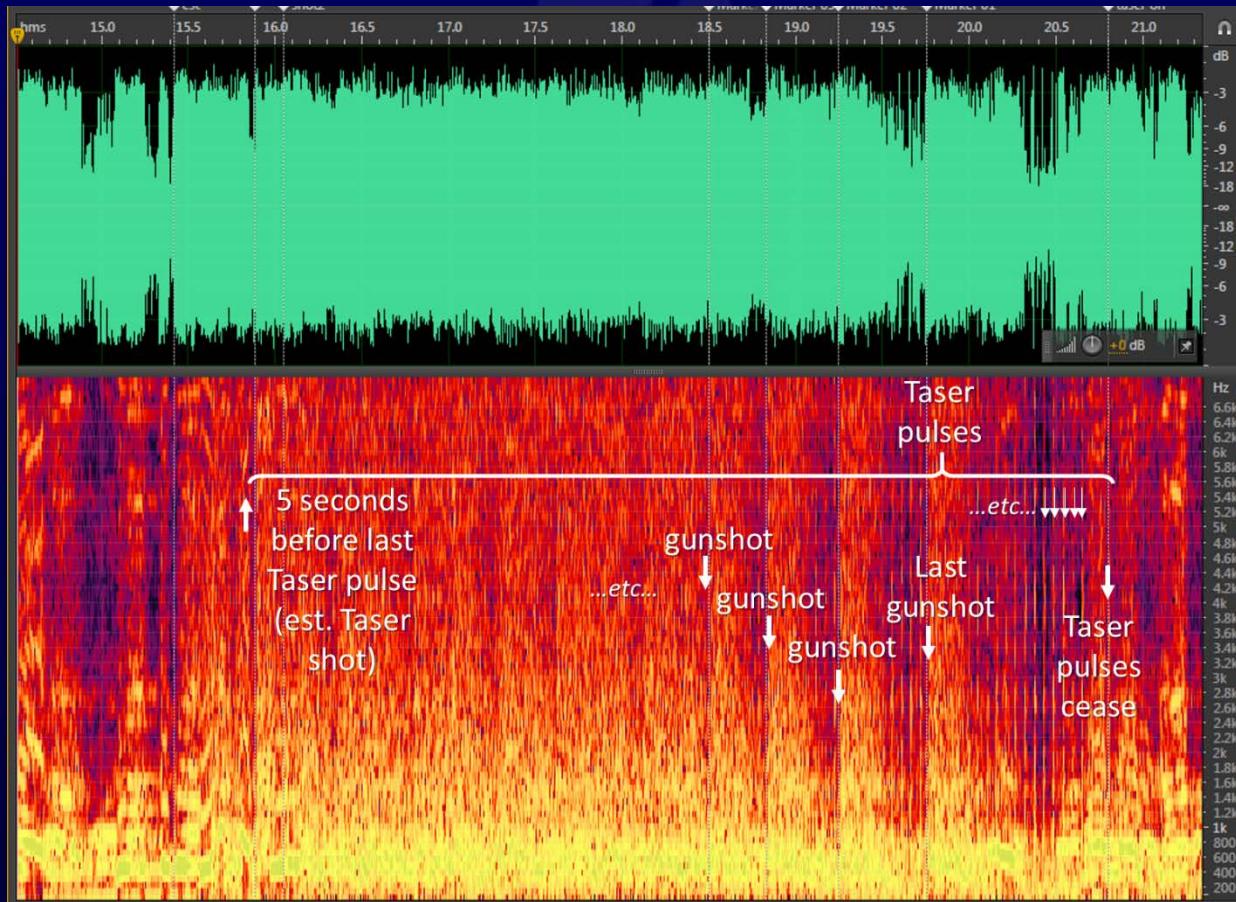 shot2
Marker 01
hms 15.0 15.5 16.0 16.5 17.0 17.5 18.0 18.5 19.0 19.5 20.0 20.5 21.0
dB
-3
-6
-9
-12
-18
-∞
-18
-12
-9
-6
-3
+0 dB
Hz
6.6k
6.4k
6.2k
6k
5.8k
5.6k
5.4k
5.2k
5k
4.8k
4.6k
4.4k
4.2k
4k
3.8k
3.6k
3.4k
3.2k
3k
2.8k
2.6k
2.4k
2.2k
2k
1.8k
1.6k
1.4k
1.2k
1k
800
600
400
200
Taser
pulses
5 seconds
before last
Taser pulse
(est. Taser
shot)
...etc...
gunshot
gunshot
gunshot
Last
gunshot
...etc...
Taser
pulses
cease